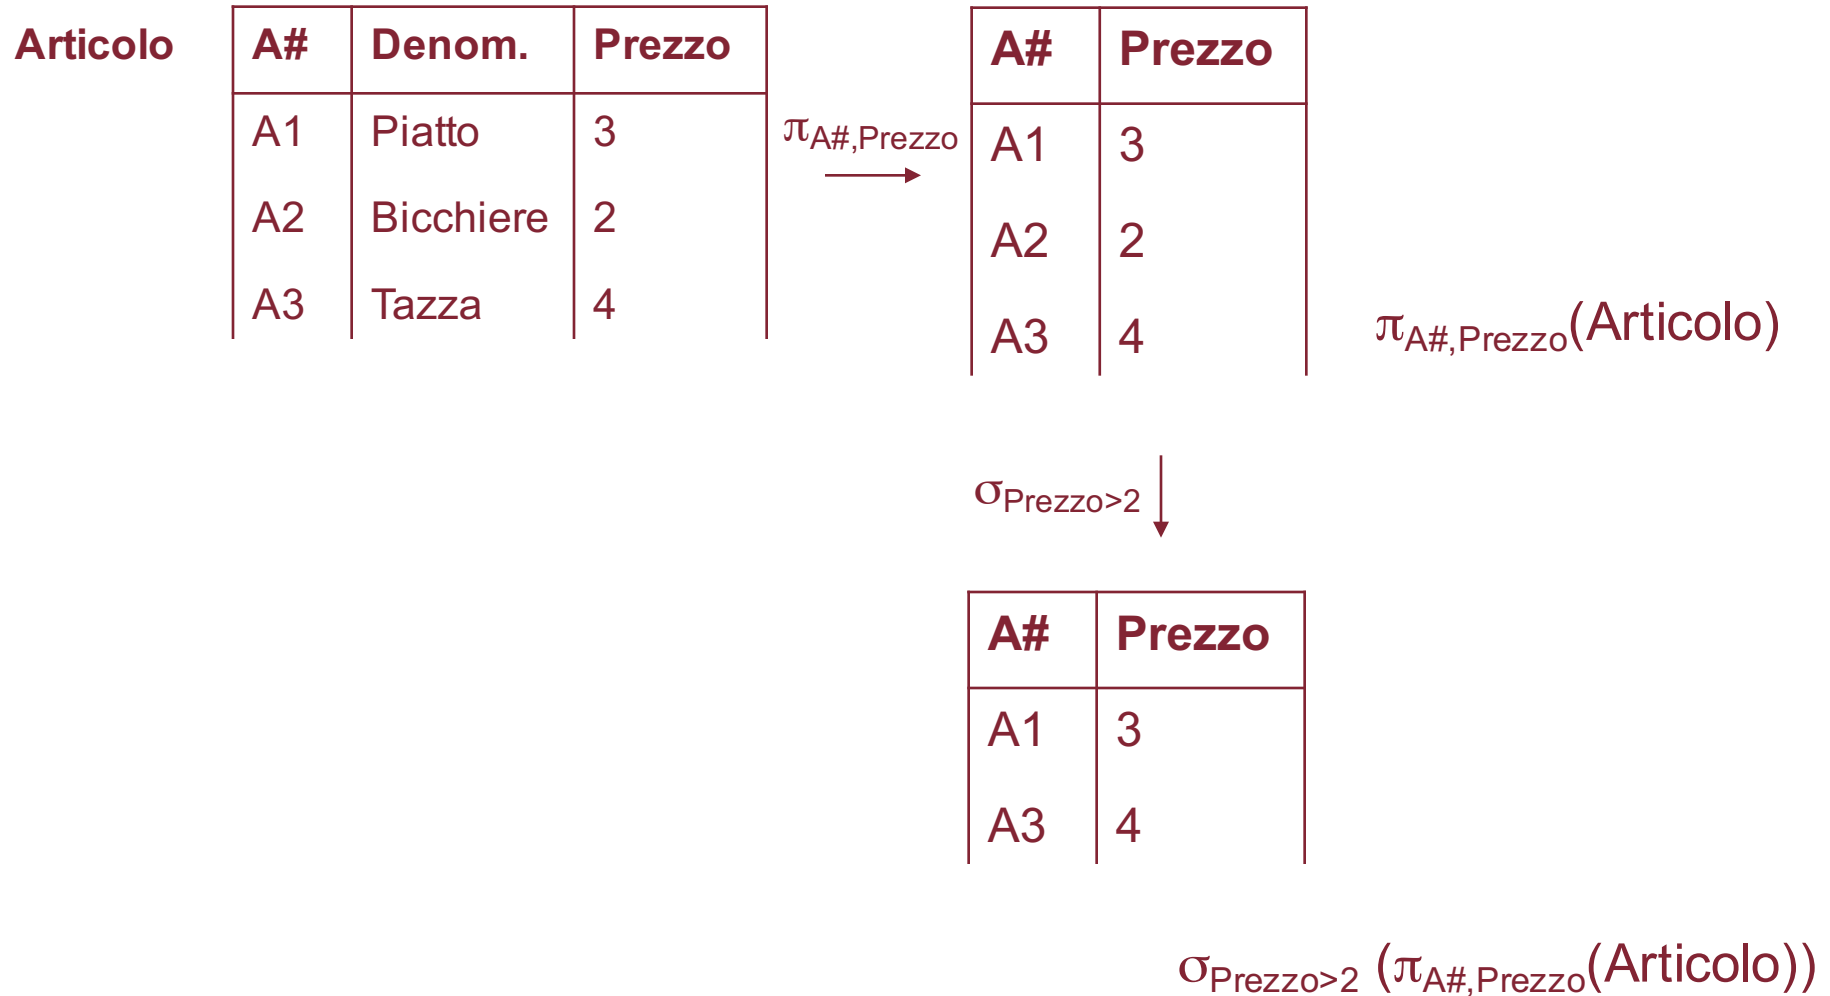 Articolo
A# Denom. Prezzo
A1 Piatto 3
A2 Bicchiere 2
A3 Tazza 4
πA#,Prezzo
A# Prezzo
A1 3
A2 2
A3 4
πA#,Prezzo(Articolo)
σPrezzo>2
A# Prezzo
A1 3
A3 4
σPrezzo>2 (πA#,Prezzo(Articolo))